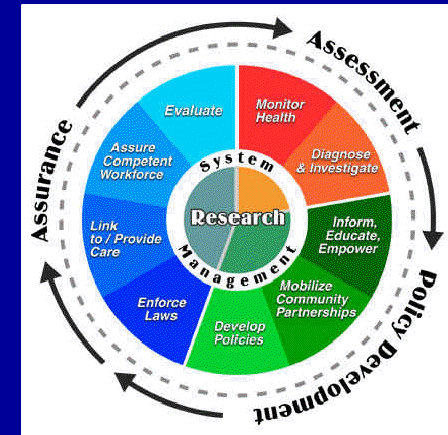 Assessment
Policy Development
Assurance
Monitor
Health
Diagnose
& Investigate
Inform,
Educate,
Empower
Mobilize
Community
Partnerships
Develop
Policies
Enforce
Laws
Link
to / Provide
Care
Assure
Competent
Workforce
Evaluate
System
Management
Research